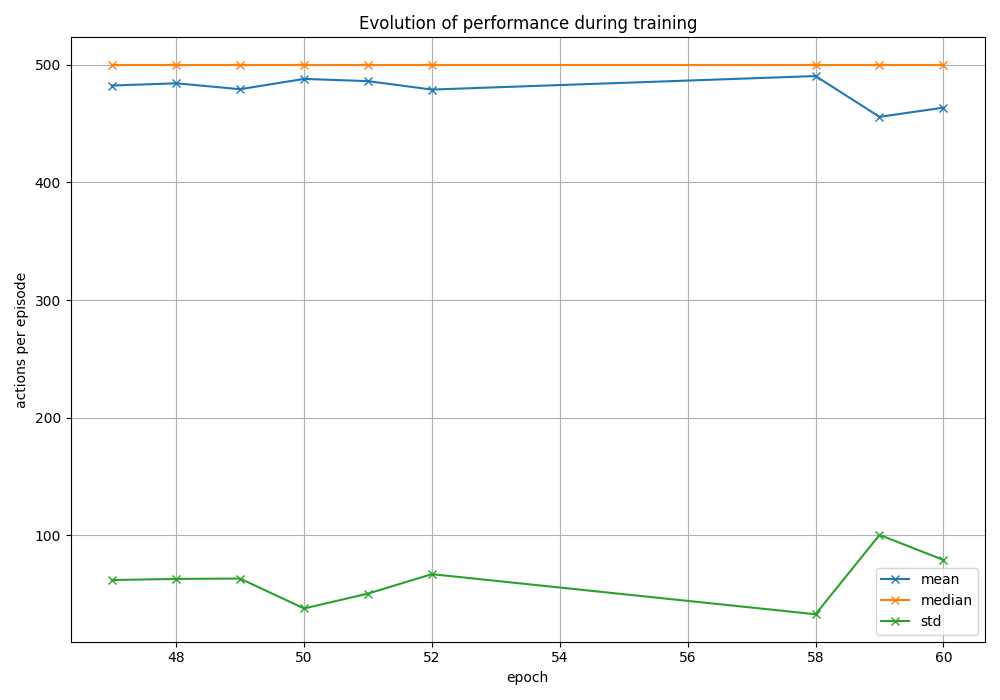 Evolution of performance during training
500
400
300
200
100
actions per episode
48 50 52 54 56 58 60
epoch
mean
median
std